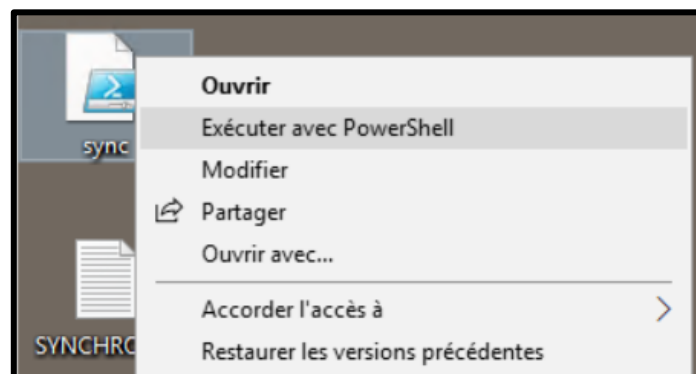 Ouvrir
Exécuter avec PowerShell
sync
Modifier
Partager
Ouvrir avec...
Accorder l'accès à
SYNCHRO
Restaurer les versions précédentes